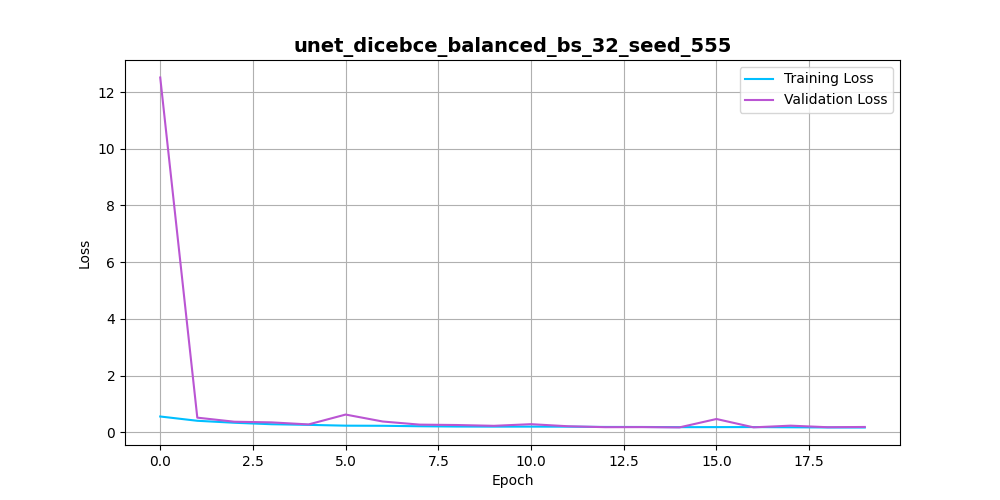 unet_dicebce_balanced_bs_32_seed_555
Training Loss
Validation Loss
12
10
8
6
4
2
0
Loss
0.0 2.5 5.0 7.5 10.0 12.5 15.0 17.5
Epoch